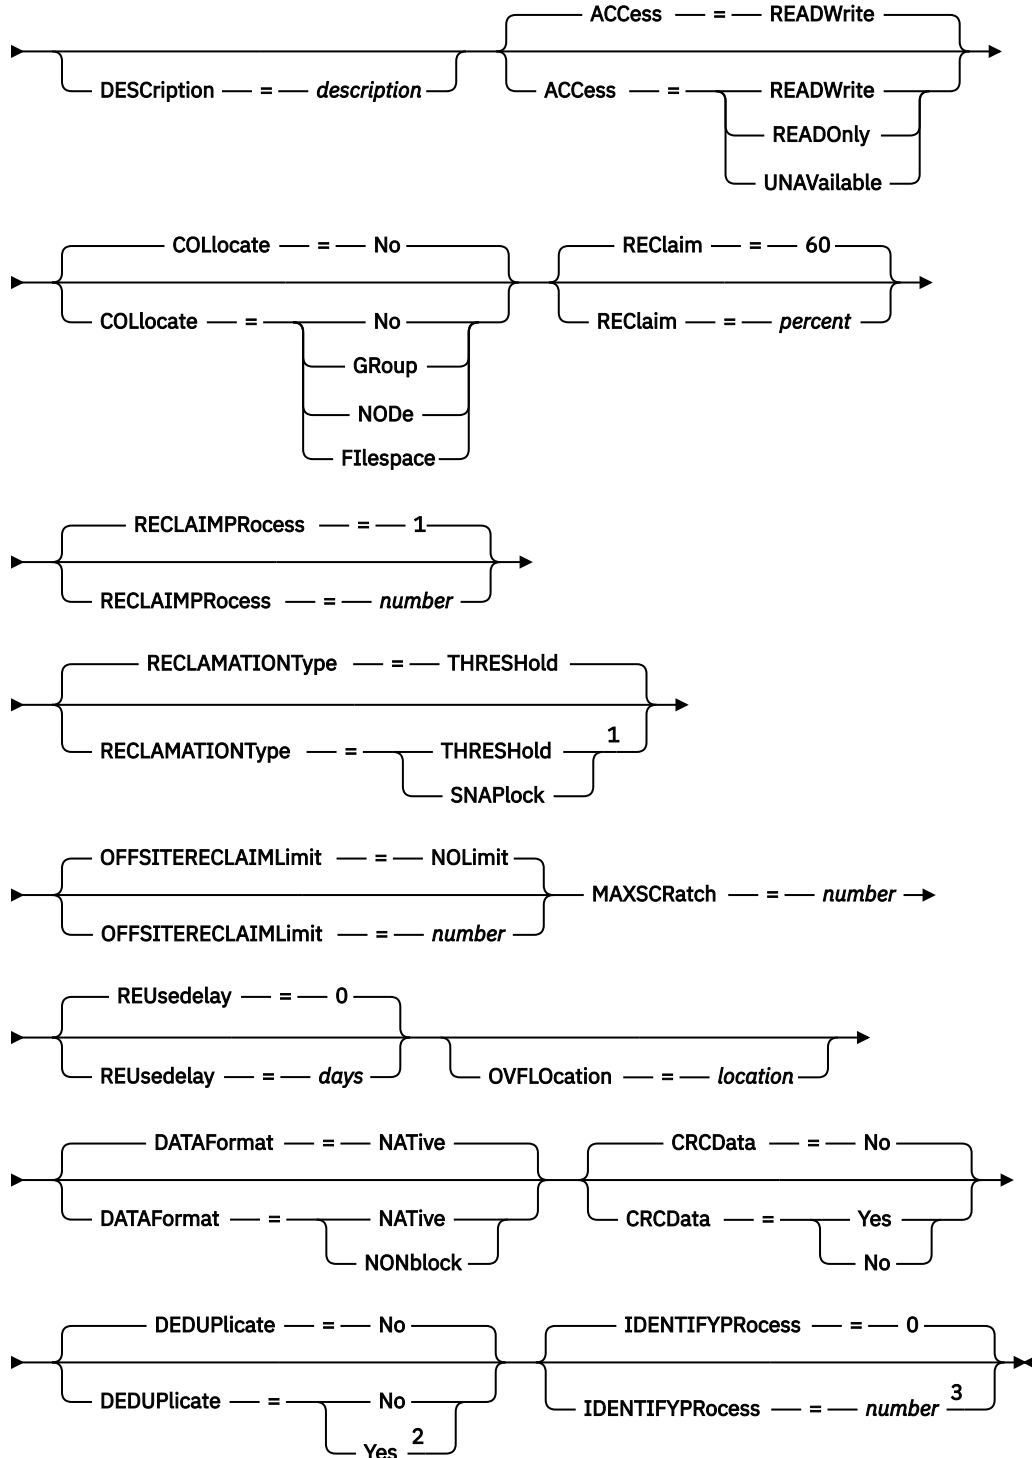 ACCess = READWrite
DESCription = description ACCess = READWrite
READOnly
UNAVailable
COLlocate = No REClaim = 60
COLlocate = No REClaim = percent
GRoup
NODe
FIlespace
RECLAIMPRocess = 1
RECLAIMPRocess = number
RECLAMATIONType = THRESHold
RECLAMATIONType = THRESHold 1
SNAPlock
OFFSITERECLAIMLimit = NOLimit
MAXSCRatch = number
OFFSITERECLAIMLimit = number
REUsedelay = 0
REUsedelay = days OVFLOcation = location
DATAFormat = NATive CRCData = No
DATAFormat = NATive CRCData = Yes
NONblock No
DEDUPlicate = No IDENTIFYPRocess = 0
DEDUPlicate = No IDENTIFYPRocess = number 3
Yes 2